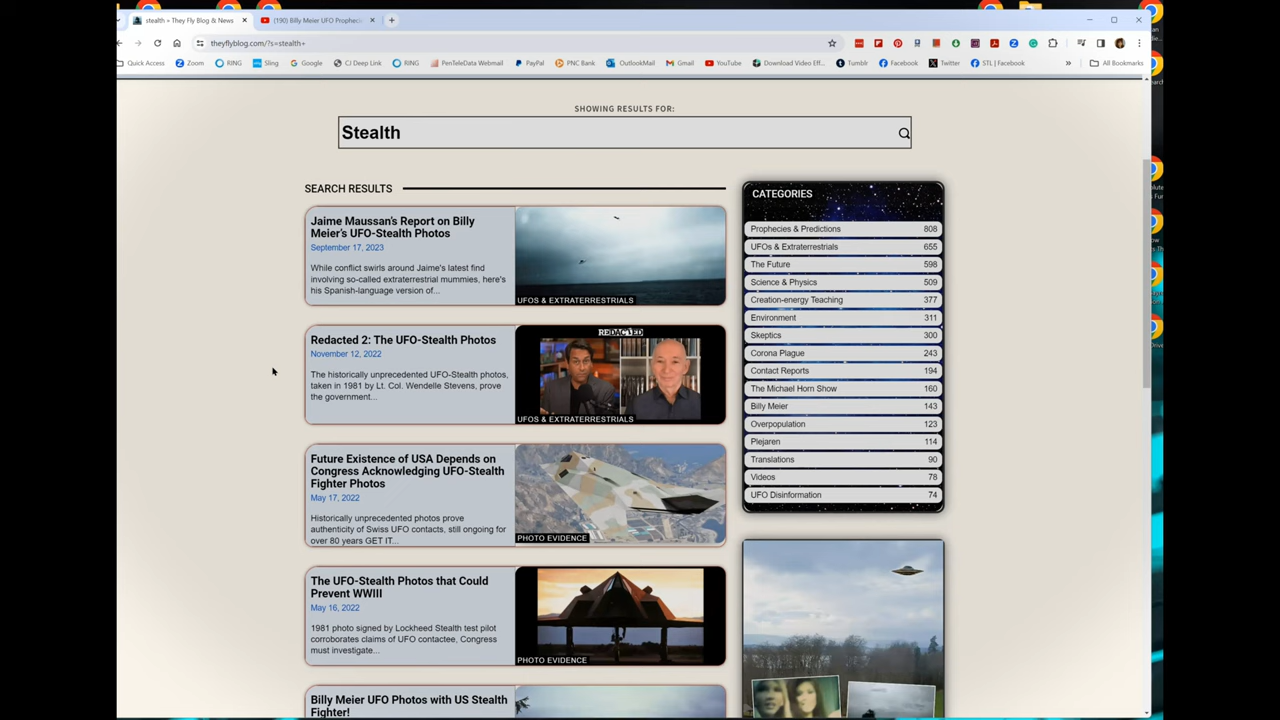 stealth • They Fly Blog & News
(190) Billy Meier UFO Prophecie
theyflyblog.com/?s=stealth+
Quick Access
Zoom
RING
Sling
Google
CJ Deep Link
RING
PenTeleData Webmail
PayPal
PNC Bank
OutlookMail
Gmail
YouTube
Download Video Eff...
Tumblr
Facebook
Twitter
STL | Facebook
»
All Bookmarks
SHOWING RESULTS FOR:
Stealth
SEARCH RESULTS
Jaime Maussan's Report on Billy
Meier's UFO-Stealth Photos
September 17, 2023
While conflict swirls around Jaime's latest find
involving so-called extraterrestrial mummies, here's
his Spanish-language version of...
UFOS & EXTRATERRESTRIALS
Redacted 2: The UFO-Stealth Photos
November 12, 2022
The historically unprecedented UFO-Stealth photos,
taken in 1981 by Lt. Col. Wendelle Stevens, prove
the government...
REDACTED
UFOS & EXTRATERRESTRIALS
Future Existence of USA Depends on
Congress Acknowledging UFO-Stealth
Fighter Photos
May 17, 2022
Historically unprecedented photos prove
authenticity of Swiss UFO contacts, still ongoing for
over 80 years GET IT...
PHOTO EVIDENCE
The UFO-Stealth Photos that Could
Prevent WWIII
May 16, 2022
1981 photo signed by Lockheed Stealth test pilot
corroborates claims of UFO contactee, Congress
must investigate...
PHOTO EVIDENCE
Billy Meier UFO Photos with US Stealth
Fighter!
CATEGORIES
Prophecies & Predictions 808
UFOs & Extraterrestrials 655
The Future 598
Science & Physics 509
Creation-energy Teaching 377
Environment 311
Skeptics 300
Corona Plague 243
Contact Reports 194
The Michael Horn Show 160
Billy Meier 143
Overpopulation 123
Plejaren 114
Translations 90
Videos 78
UFO Disinformation 74